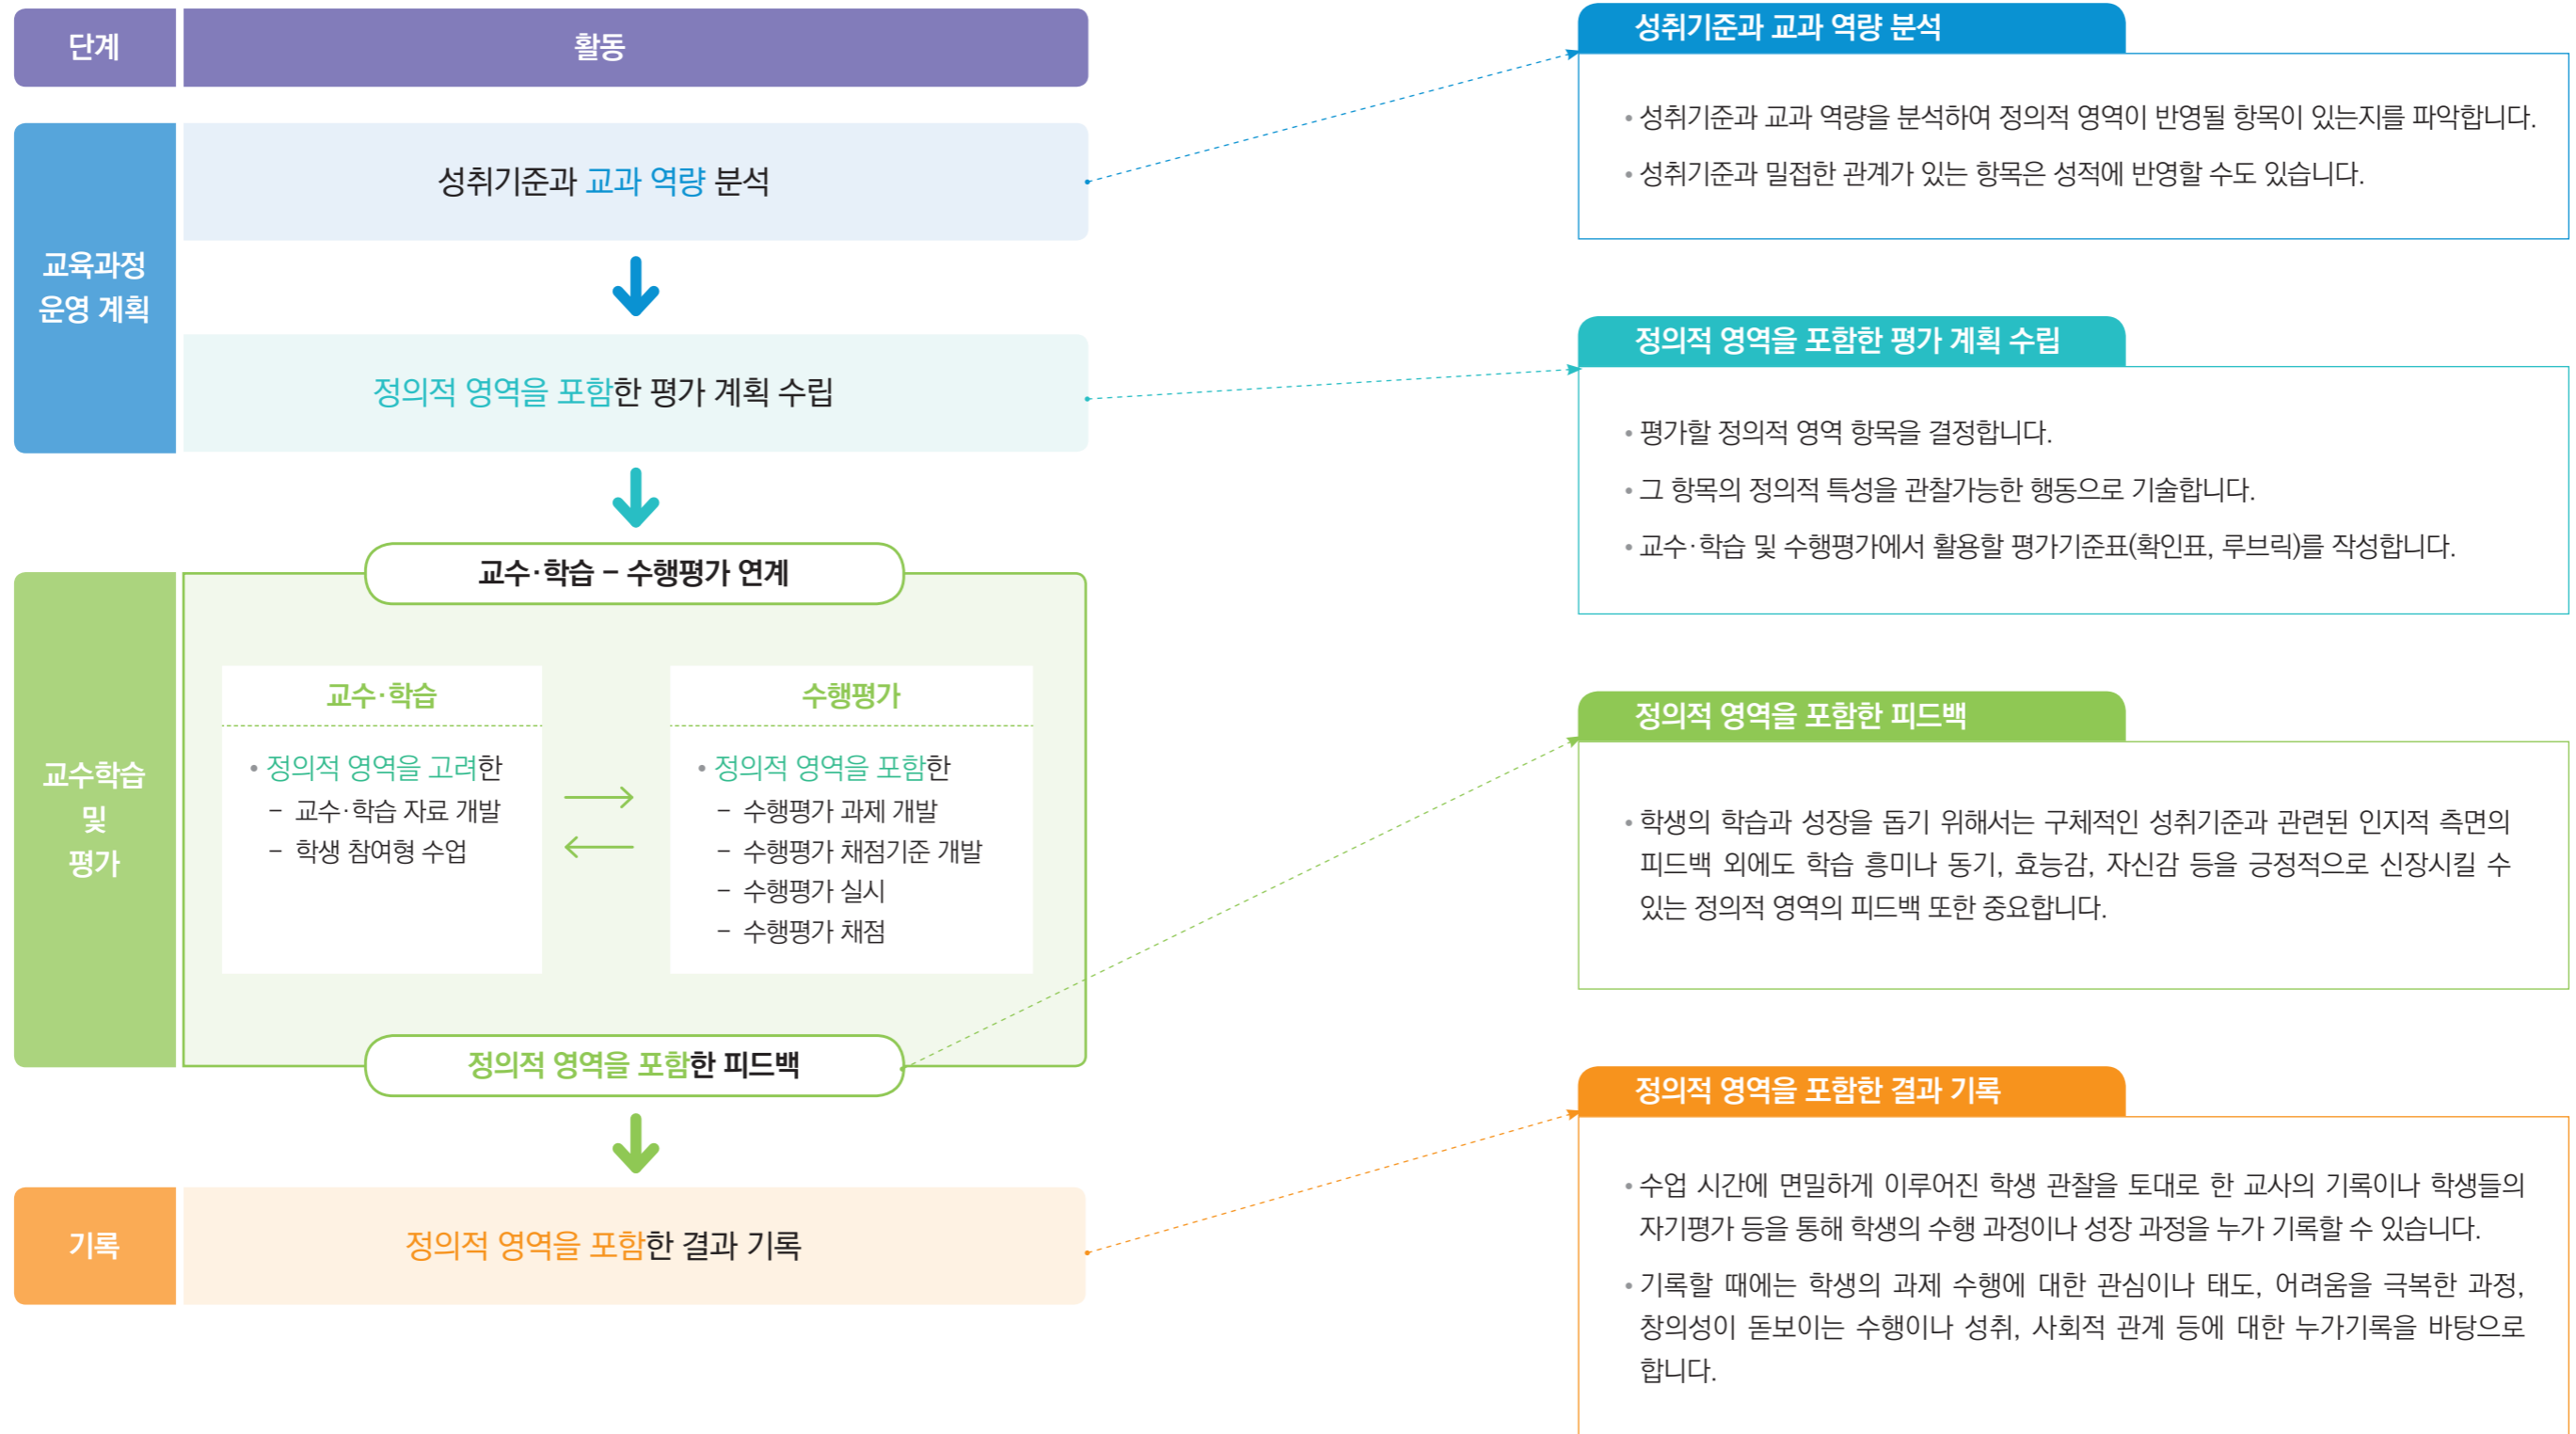 단계
활동
교육과정
운영 계획
성취기준과 교과 역량 분석
정의적 영역을 포함한 평가 계획 수립
교수학습
및
평가
교수·학습 – 수행평가 연계
교수·학습
• 정의적 영역을 고려한
– 교수·학습 자료 개발
– 학생 참여형 수업
수행평가
• 정의적 영역을 포함한
– 수행평가 과제 개발
– 수행평가 채점기준 개발
– 수행평가 실시
– 수행평가 채점
정의적 영역을 포함한 피드백
기록
정의적 영역을 포함한 결과 기록
성취기준과 교과 역량 분석
• 성취기준과 교과 역량을 분석하여 정의적 영역이 반영될 항목이 있는지를 파악합니다.
• 성취기준과 밀접한 관계가 있는 항목은 성적에 반영할 수도 있습니다.
정의적 영역을 포함한 평가 계획 수립
• 평가할 정의적 영역 항목을 결정합니다.
• 그 항목의 정의적 특성을 관찰가능한 행동으로 기술합니다.
• 교수·학습 및 수행평가에서 활용할 평가기준표(확인표, 루브릭)를 작성합니다.
정의적 영역을 포함한 피드백
• 학생의 학습과 성장을 돕기 위해서는 구체적인 성취기준과 관련된 인지적 측면의
피드백 외에도 학습 흥미나 동기, 효능감, 자신감 등을 긍정적으로 신장시킬 수
있는 정의적 영역의 피드백 또한 중요합니다.
정의적 영역을 포함한 결과 기록
• 수업 시간에 면밀하게 이루어진 학생 관찰을 토대로 한 교사의 기록이나 학생들의
자기평가 등을 통해 학생의 수행 과정이나 성장 과정을 누가 기록할 수 있습니다.
• 기록할 때에는 학생의 과제 수행에 대한 관심이나 태도, 어려움을 극복한 과정,
창의성이 돋보이는 수행이나 성취, 사회적 관계 등에 대한 누가기록을 바탕으로
합니다.